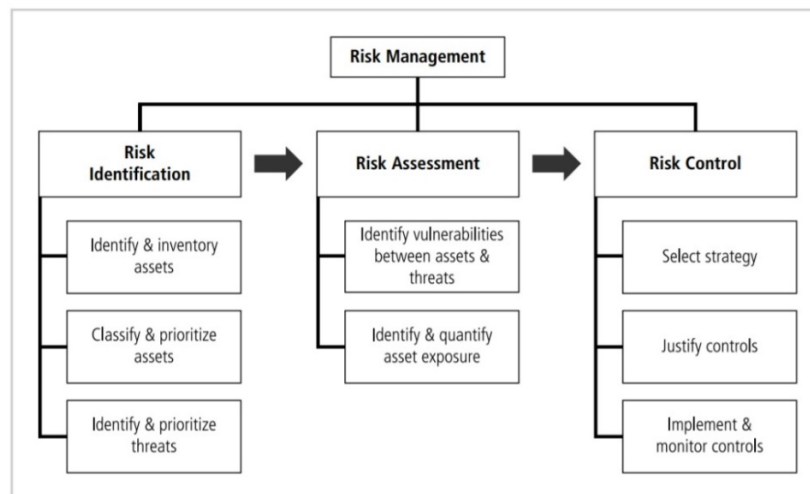 Risk Management
Risk
Identification
Risk Assessment
Risk Control
Identify & inventory
assets
Classify & prioritize
assets
Identify & prioritize
threats
Identify vulnerabilities
between assets &
threats
Identify & quantify
asset exposure
Select strategy
Justify controls
Implement &
monitor controls